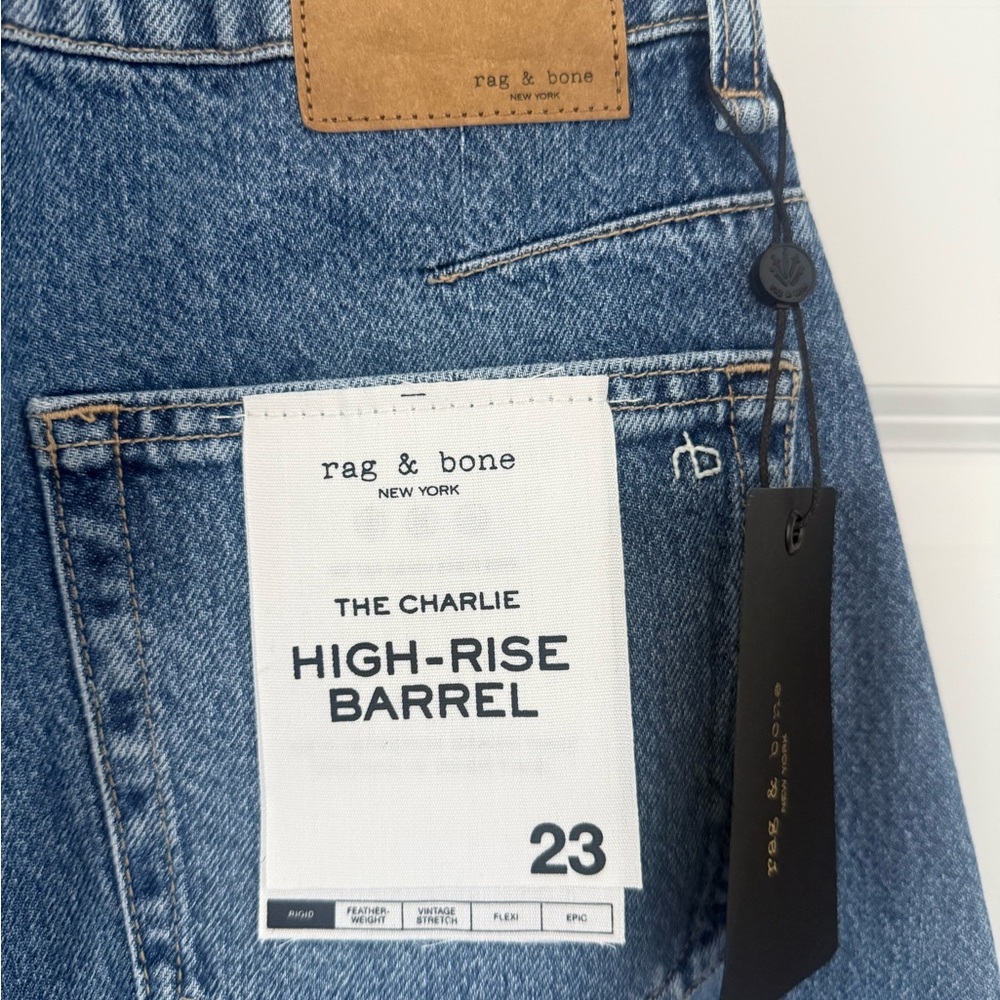 rag & bone
NEW YORK
rag & bone
NEW YORK
rb
THE CHARLIE
HIGH-RISE
BARREL
23
RIGID
FEATHER-
WEIGHT
VINTAGE
STRETCH
FLEXI
EPIC
rag & bone
NEW YORK